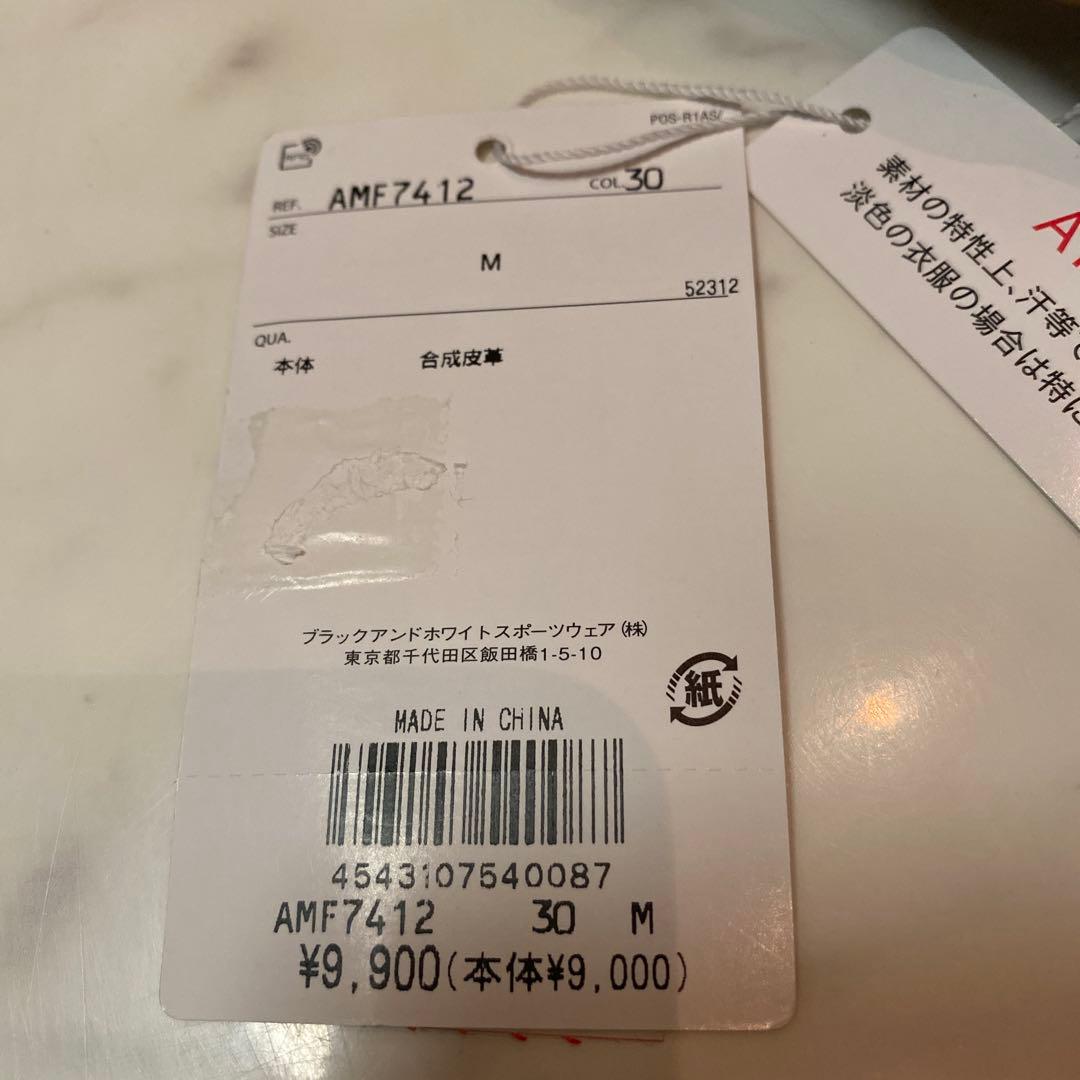 POS-R1AS/
REF. AMF7412 COL.30
SIZE
M
52312
QUA.
本体 合成皮革
ブラックアンドホワイトスポーツウェア(株)
東京都千代田区飯田橋1-5-10
紙
MADE IN CHINA
4543107540087
AMF7412 30 M
¥9,900(本体¥9,000)
素材の特性上、汗等で
淡色の衣服の場合は特に